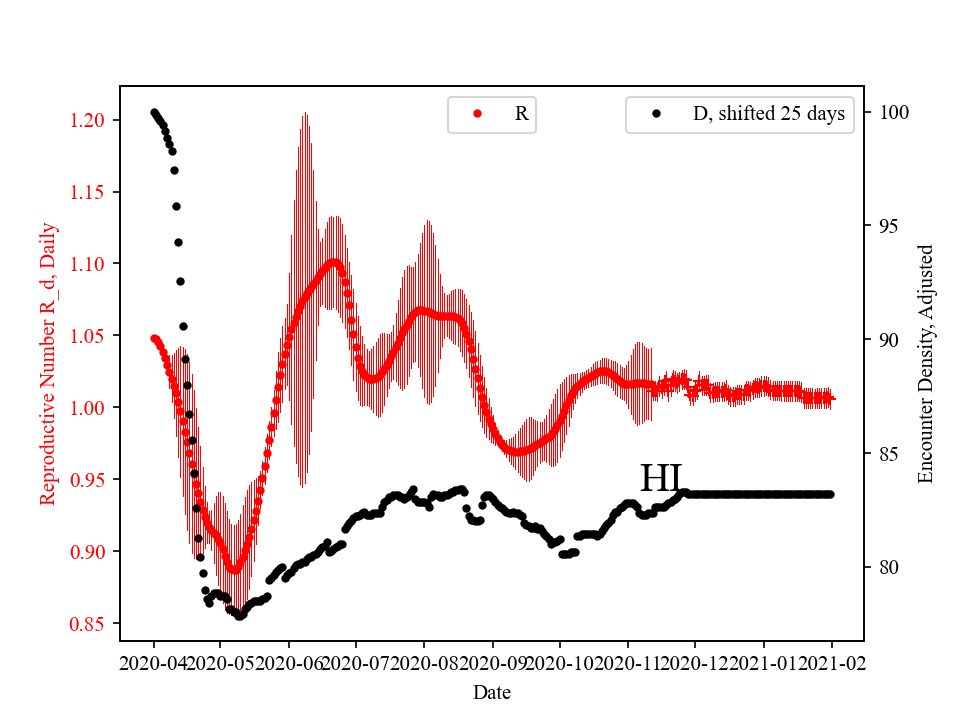 R
D, shifted 25 days
1.20
1.15
1.10
1.05
1.00
0.95
0.90
0.85
Reproductive Number R_d, Daily
100
95
90
85
80
Encounter Density, Adjusted
HI
2020-04 2020-05 2020-06 2020-07 2020-08 2020-09 2020-10 2020-11 2020-12 2021-01 2021-02
Date